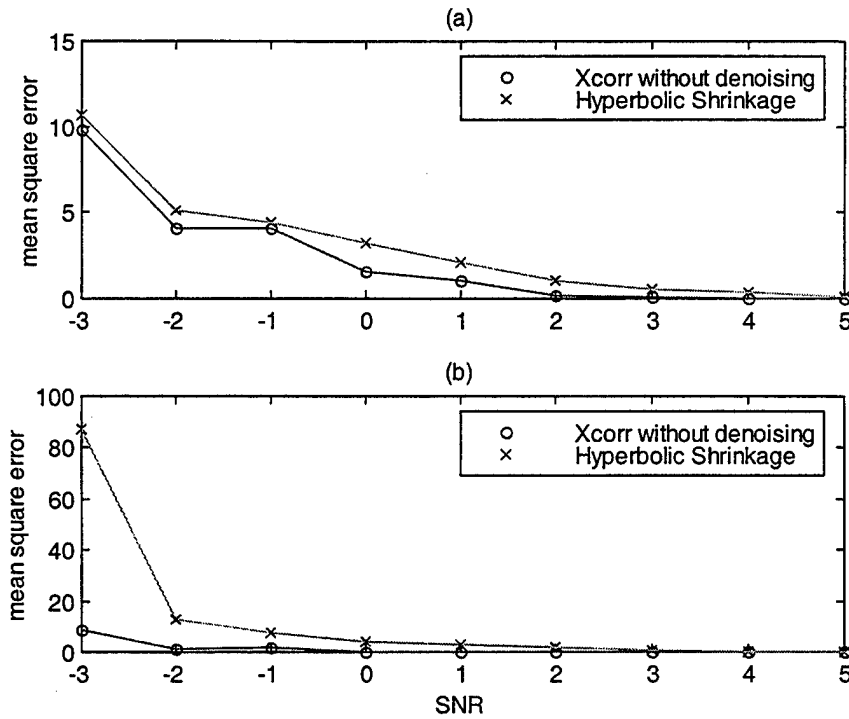 (a)
15
10
5
0
mean square error
Xcorr without denoising
Hyperbolic Shrinkage
-3 -2 -1 0 1 2 3 4 5
(b)
100
80
60
40
20
0
mean square error
Xcorr without denoising
Hyperbolic Shrinkage
-3 -2 -1 0 1 2 3 4 5
SNR